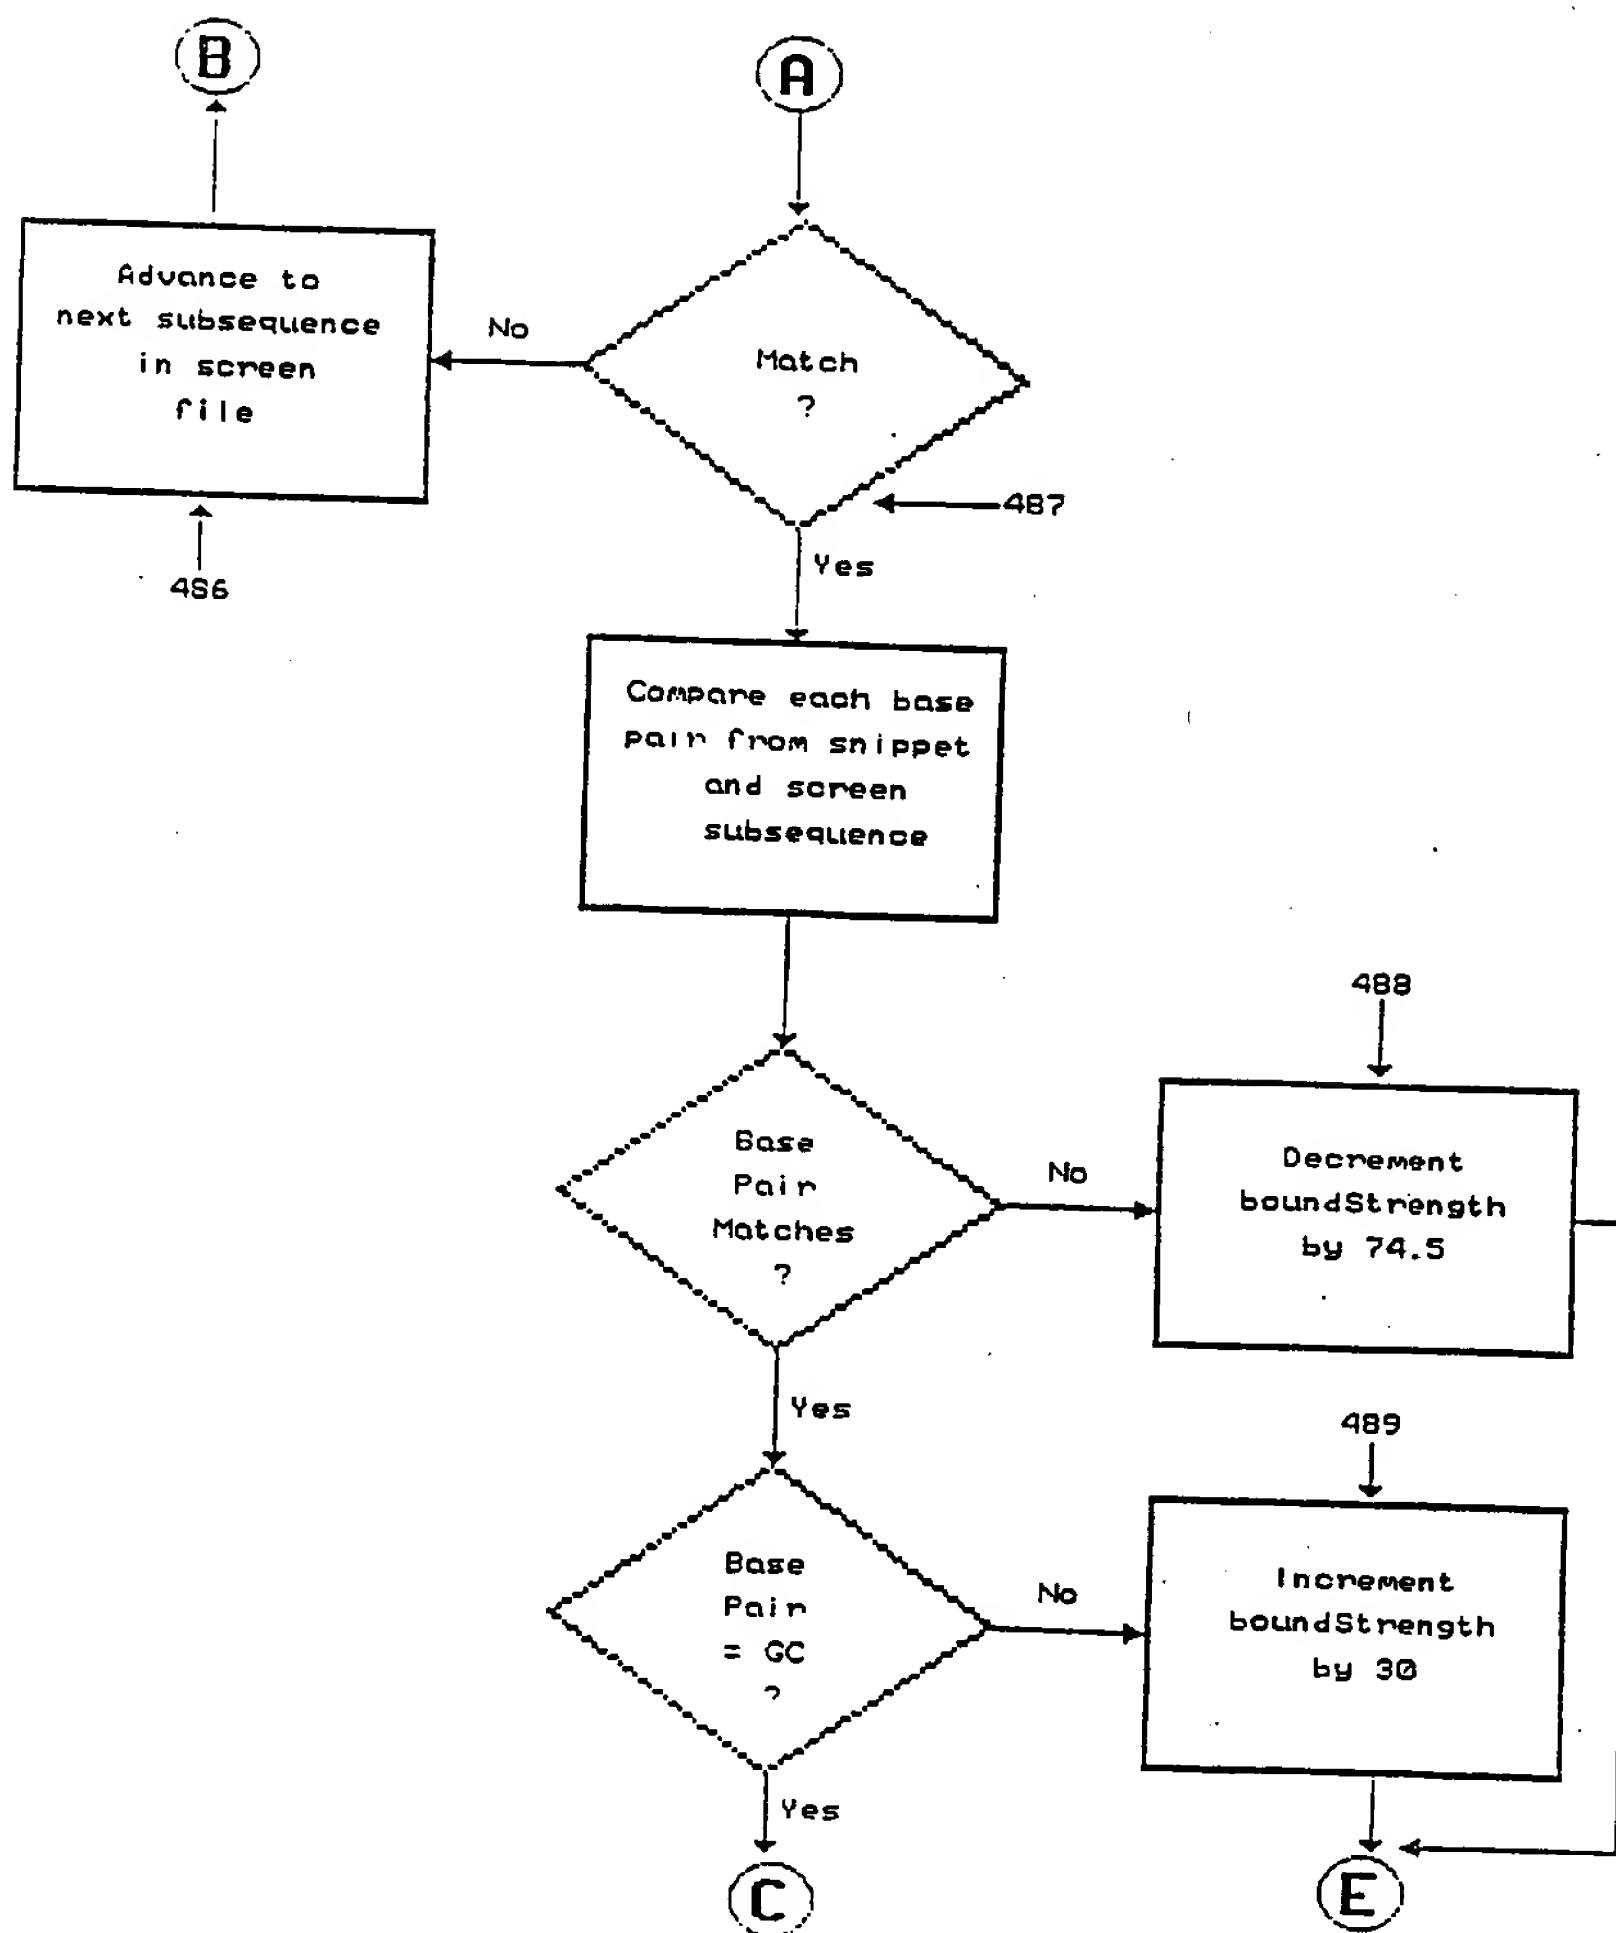 B
A
Advance to
next subsequence
in screen
file
No
Match
?
487
486
Yes
Compare each base
pair from snippet
and screen
subsequence
488
Base
Pair
Matches
?
No
Decrement
boundStrength
by 74.5
Yes
489
Base
Pair
= GC
?
No
Increment
boundStrength
by 30
Yes
C
E